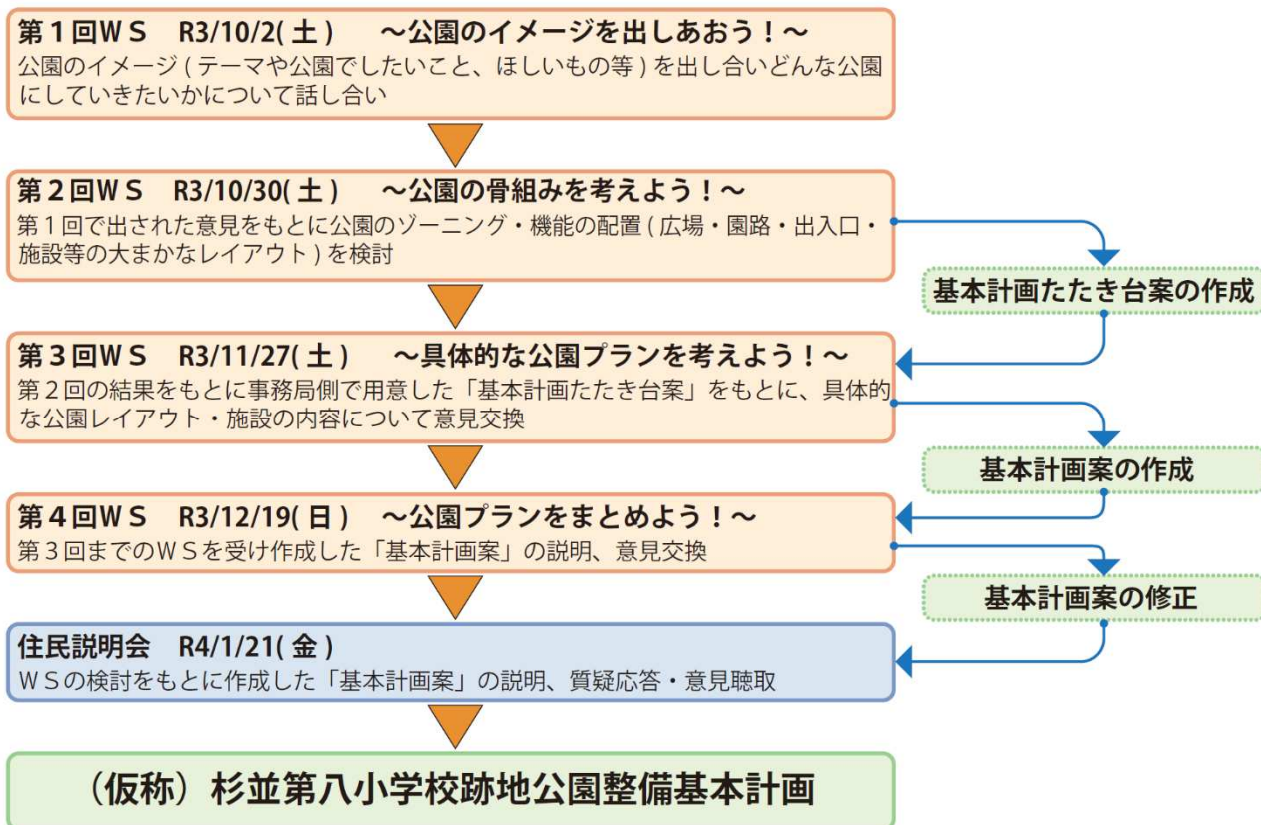 第1回WS R3/10/2(土) ～公園のイメージを出しあおう！～
公園のイメージ(テーマや公園でしたいこと、ほしいもの等)を出し合いどんな公園
にしていきたいかについて話し合い
第2回WS R3/10/30(土) ～公園の骨組みを考えよう！～
第1回で出された意見をもとに公園のゾーニング・機能の配置(広場・園路・出入口・
施設等の大まかなレイアウト)を検討
基本計画たたき台案の作成
第3回WS R3/11/27(土) ～具体的な公園プランを考えよう！～
第2回の結果をもとに事務局側で用意した「基本計画たたき台案」をもとに、具体的
な公園レイアウト・施設の内容について意見交換
基本計画案の作成
第4回WS R3/12/19(日) ～公園プランをまとめよう！～
第3回までのWSを受け作成した「基本計画案」の説明、意見交換
基本計画案の修正
住民説明会 R4/1/21(金)
WSの検討をもとに作成した「基本計画案」の説明、質疑応答・意見聴取
（仮称）杉並第八小学校跡地公園整備基本計画